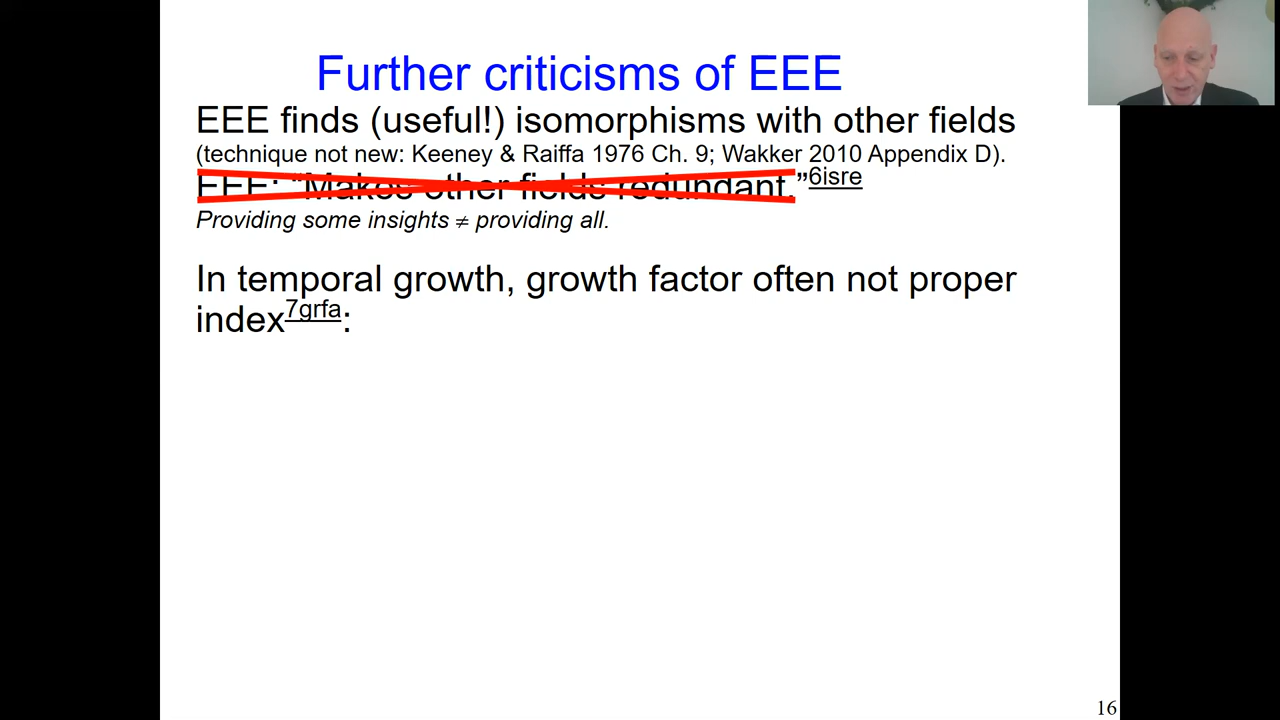 Further criticisms of EEE
EEE finds (useful!) isomorphisms with other fields
(technique not new: Keeney & Raiffa 1976 Ch. 9; Wakker 2010 Appendix D).
EEE: “Makes other fields redundant.”6isre
Providing some insights ≠ providing all.
In temporal growth, growth factor often not proper
index7grfa:
16